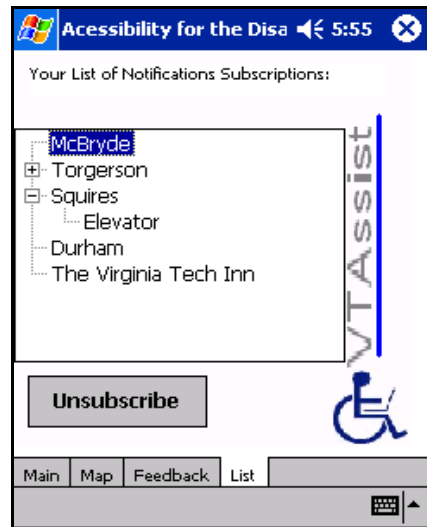 Acessibility for the Disa 5:55
Your List of Notifications Subscriptions:
McBryde
Torgerson
Squires
Elevator
Durham
The Virginia Tech Inn
VTAssist
Unsubscribe
Main Map Feedback List